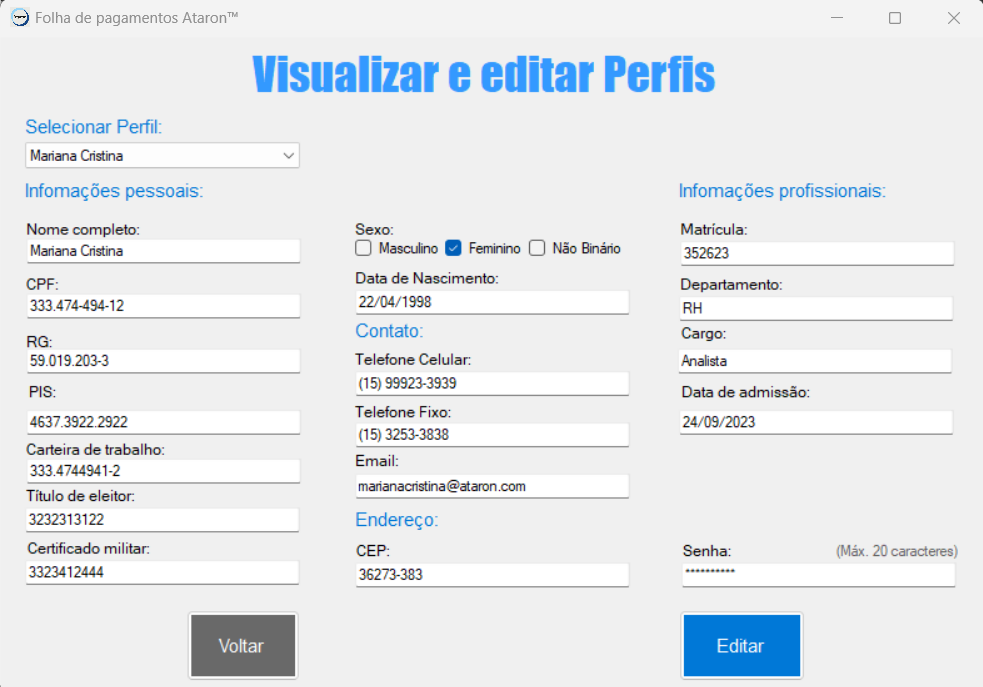 Folha de pagamentos Ataron™
Visualizar e editar Perfis
Selecionar Perfil:
Mariana Cristina
Infomações pessoais:
Nome completo:
Mariana Cristina
CPF:
333.474-494-12
RG:
59.019.203-3
PIS:
4637.3922.2922
Carteira de trabalho:
333.4744941-2
Título de eleitor:
3232313122
Certificado militar:
3323412444
Sexo:
Masculino Feminino Não Binário
Data de Nascimento:
22/04/1998
Contato:
Telefone Celular:
(15) 99923-3939
Telefone Fixo:
(15) 3253-3838
Email:
marianacristina@ataron.com
Endereço:
CEP:
36273-383
Infomações profissionais:
Matrícula:
352623
Departamento:
RH
Cargo:
Analista
Data de admissão:
24/09/2023
Senha: (Máx. 20 caracteres)
**********
Voltar
Editar